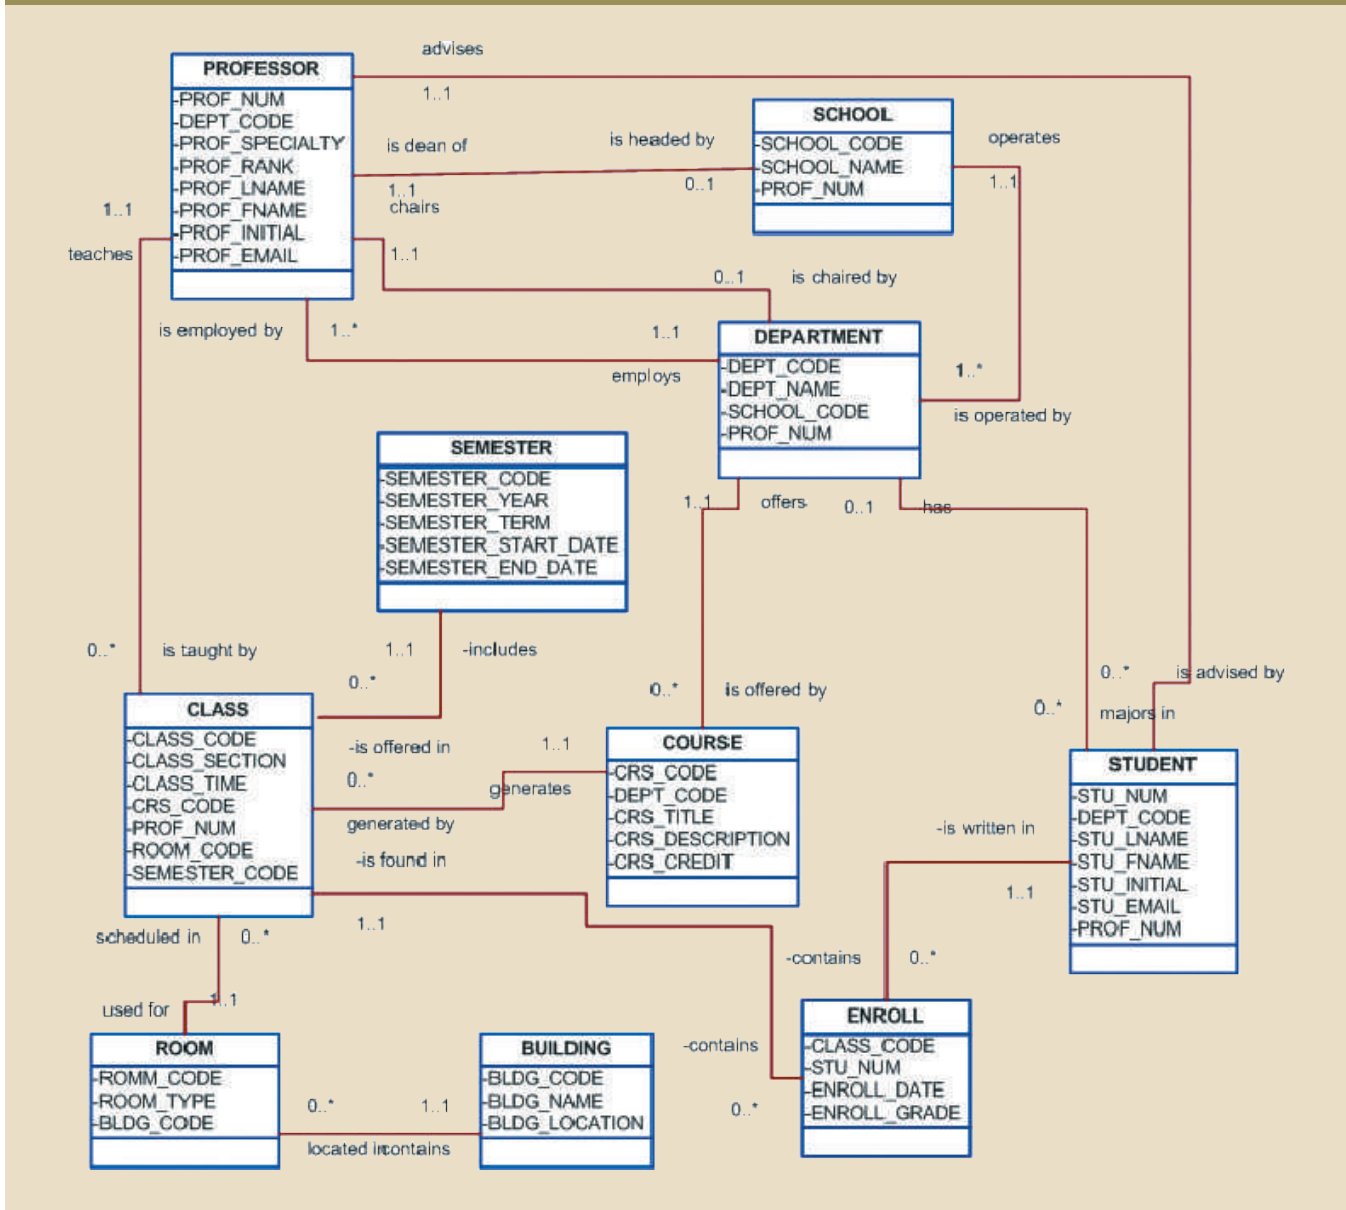 advises
PROFESSOR
1..1
-PROF_NUM
-DEPT_CODE
-PROF_SPECIALTY
-PROF_RANK
-PROF_LNAME
-PROF_FNAME
-PROF_INITIAL
-PROF_EMAIL
SCHOOL
-SCHOOL_CODE
-SCHOOL_NAME
-PROF_NUM
is dean of
is headed by
operates
1..1
0..1
1..1
chairs
1..1
teaches
1..1
0..1
is chaired by
is employed by
1..*
1..1
employs
DEPARTMENT
-DEPT_CODE
-DEPT_NAME
-SCHOOL_CODE
-PROF_NUM
1..*
is operated by
SEMESTER
-SEMESTER_CODE
-SEMESTER_YEAR
-SEMESTER_TERM
-SEMESTER_START_DATE
-SEMESTER_END_DATE
1..1
offers
0..1
has
0..*
is taught by
1..1
-includes
0..*
0..*
is offered by
0..*
is advised by
0..*
majors in
CLASS
-CLASS_CODE
-CLASS_SECTION
-CLASS_TIME
-CRS_CODE
-PROF_NUM
-ROOM_CODE
-SEMESTER_CODE
-is offered in
1..1
0..*
generates
generated by
-is found in
COURSE
-CRS_CODE
-DEPT_CODE
-CRS_TITLE
-CRS_DESCRIPTION
-CRS_CREDIT
STUDENT
-STU_NUM
-DEPT_CODE
-STU_LNAME
-STU_FNAME
-STU_INITIAL
-STU_EMAIL
-PROF_NUM
-is written in
1..1
1..1
scheduled in
0..*
-contains
0..*
used for
1..1
ROOM
-ROMM_CODE
-ROOM_TYPE
-BLDG_CODE
BUILDING
-BLDG_CODE
-BLDG_NAME
-BLDG_LOCATION
-contains
0..*
ENROLL
-CLASS_CODE
-STU_NUM
-ENROLL_DATE
-ENROLL_GRADE
0..*
1..1
located in
contains